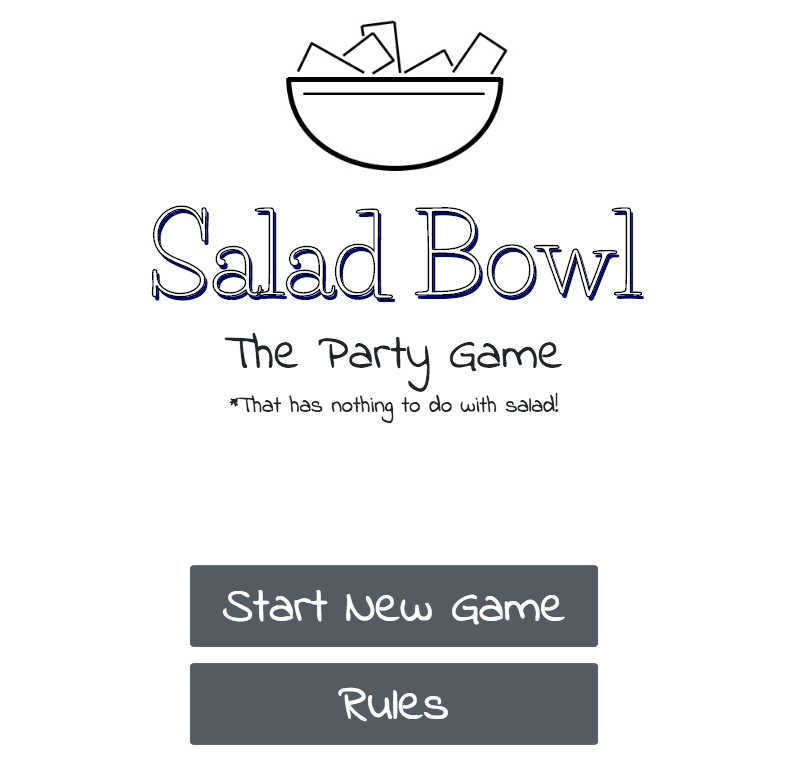 Salad Bowl
The Party Game
*That has nothing to do with salad!
Start New Game
Rules